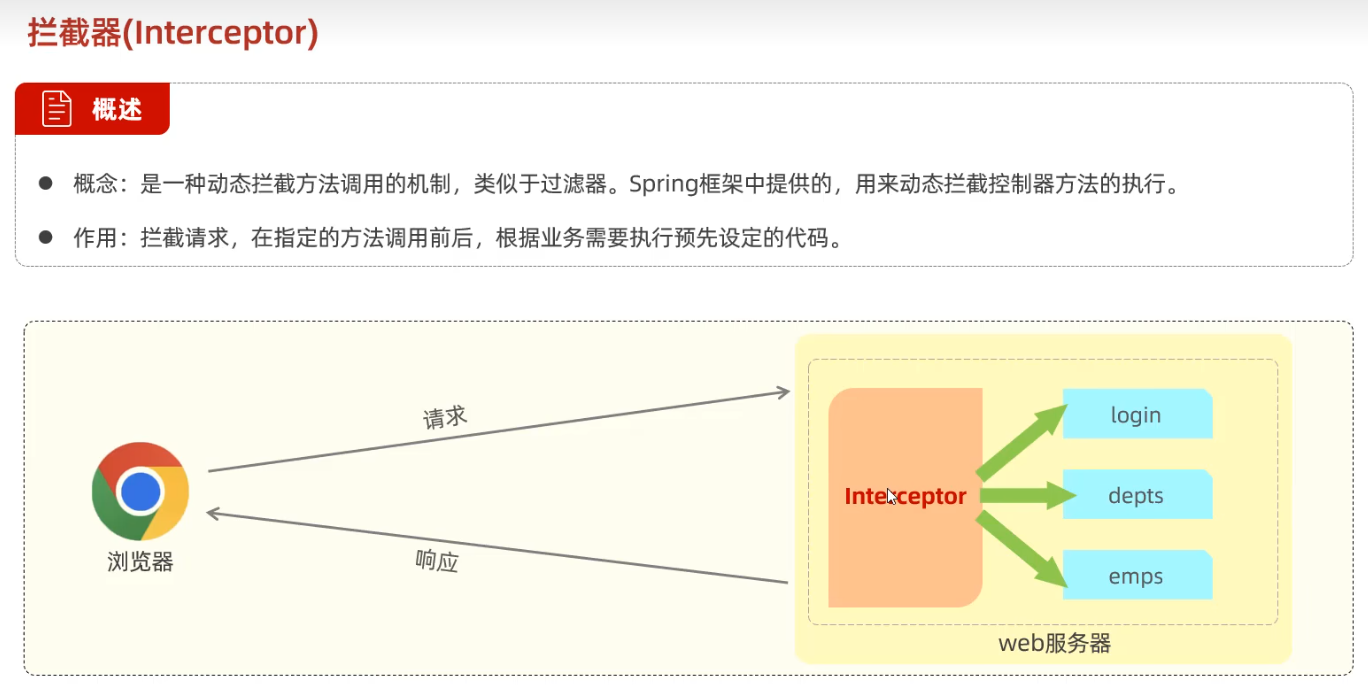 拦截器(Interceptor)
概述
概念：是一种动态拦截方法调用的机制，类似于过滤器。Spring框架中提供的，用来动态拦截控制器方法的执行。
作用：拦截请求，在指定的方法调用前后，根据业务需要执行预先设定的代码。
请求
login
Interceptor
depts
浏览器
响应
emps
web服务器